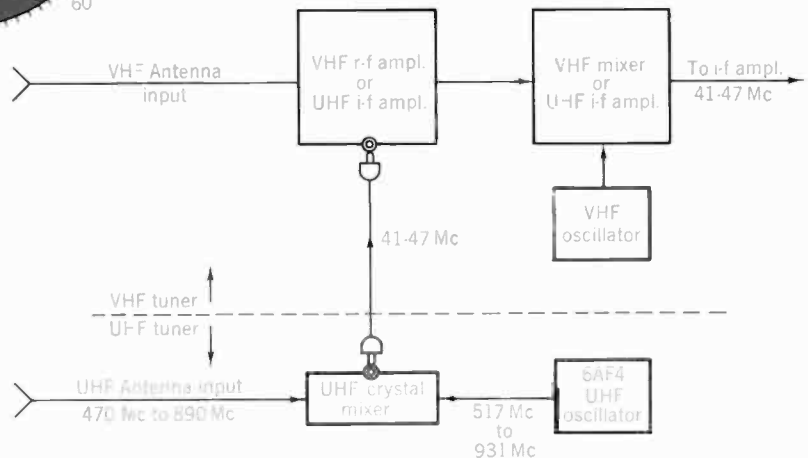 60
VHF Antenna
input
VHF r-f ampl.
or
UHF i-f ampl.
VHF mixer
or
UHF i-f ampl.
To i-f ampl.
41-47 Mc
VHF
oscillator
41-47 Mc
VHF tuner
UHF tuner
UHF Antenna input
470 Mc to 890 Mc
UHF crystal
mixer
517 Mc
to
931 Mc
6AF4
UHF
oscillator